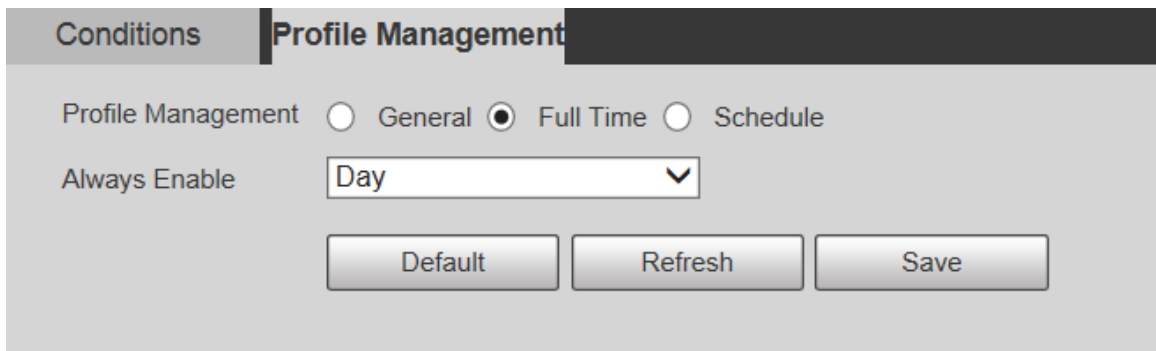 Conditions Profile Management
Profile Management General Full Time Schedule
Always Enable Day
Default Refresh Save